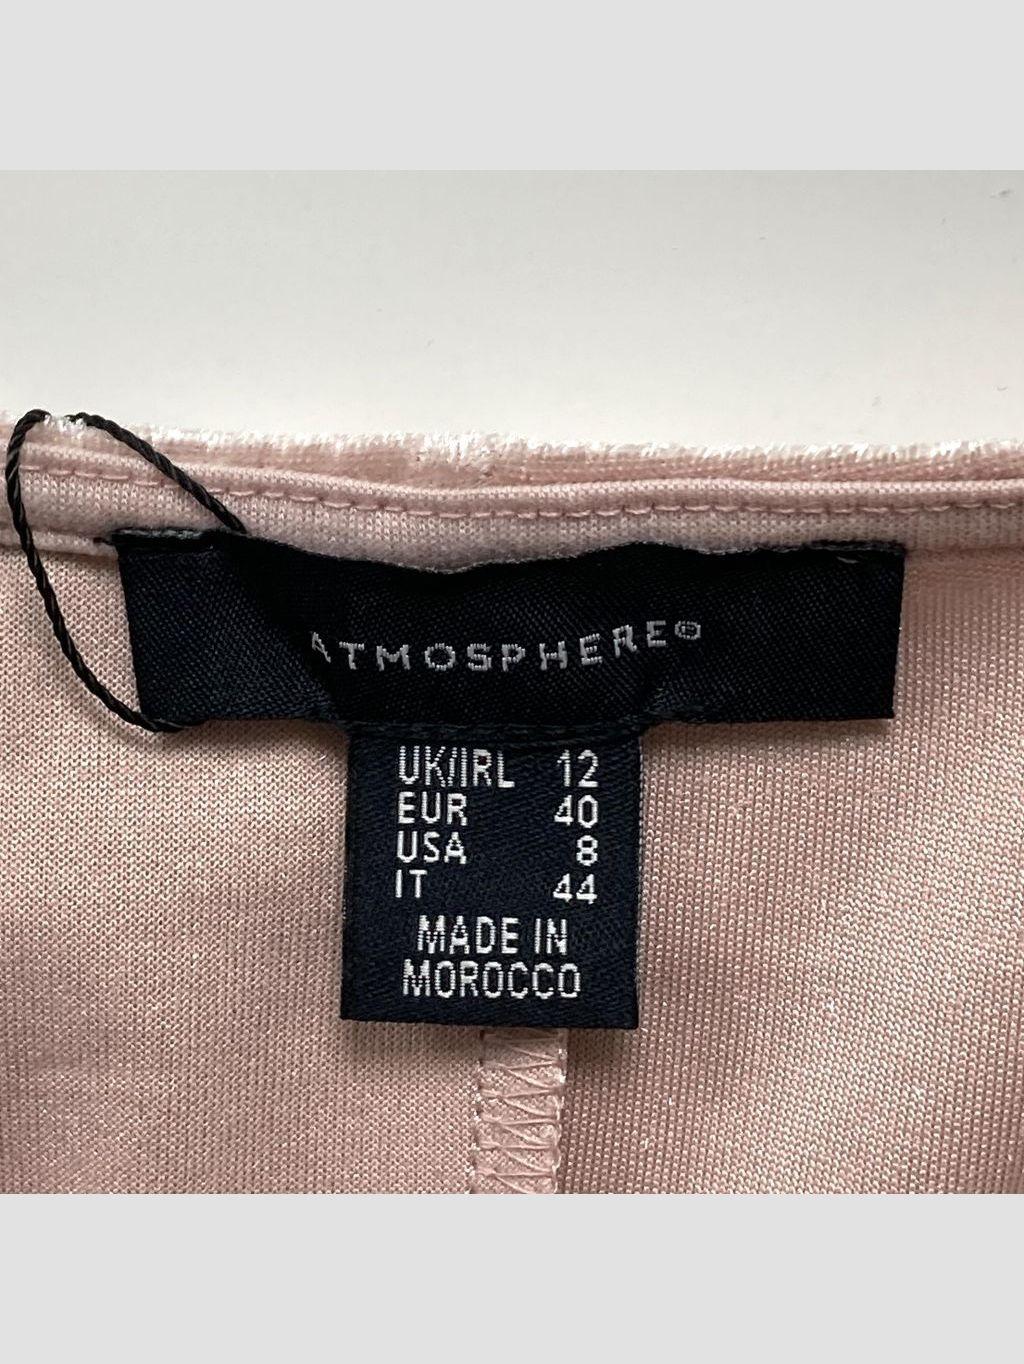 ATMOSPHERE®
UK/IRL 12
EUR 40
USA 8
IT 44
MADE IN
MOROCCO